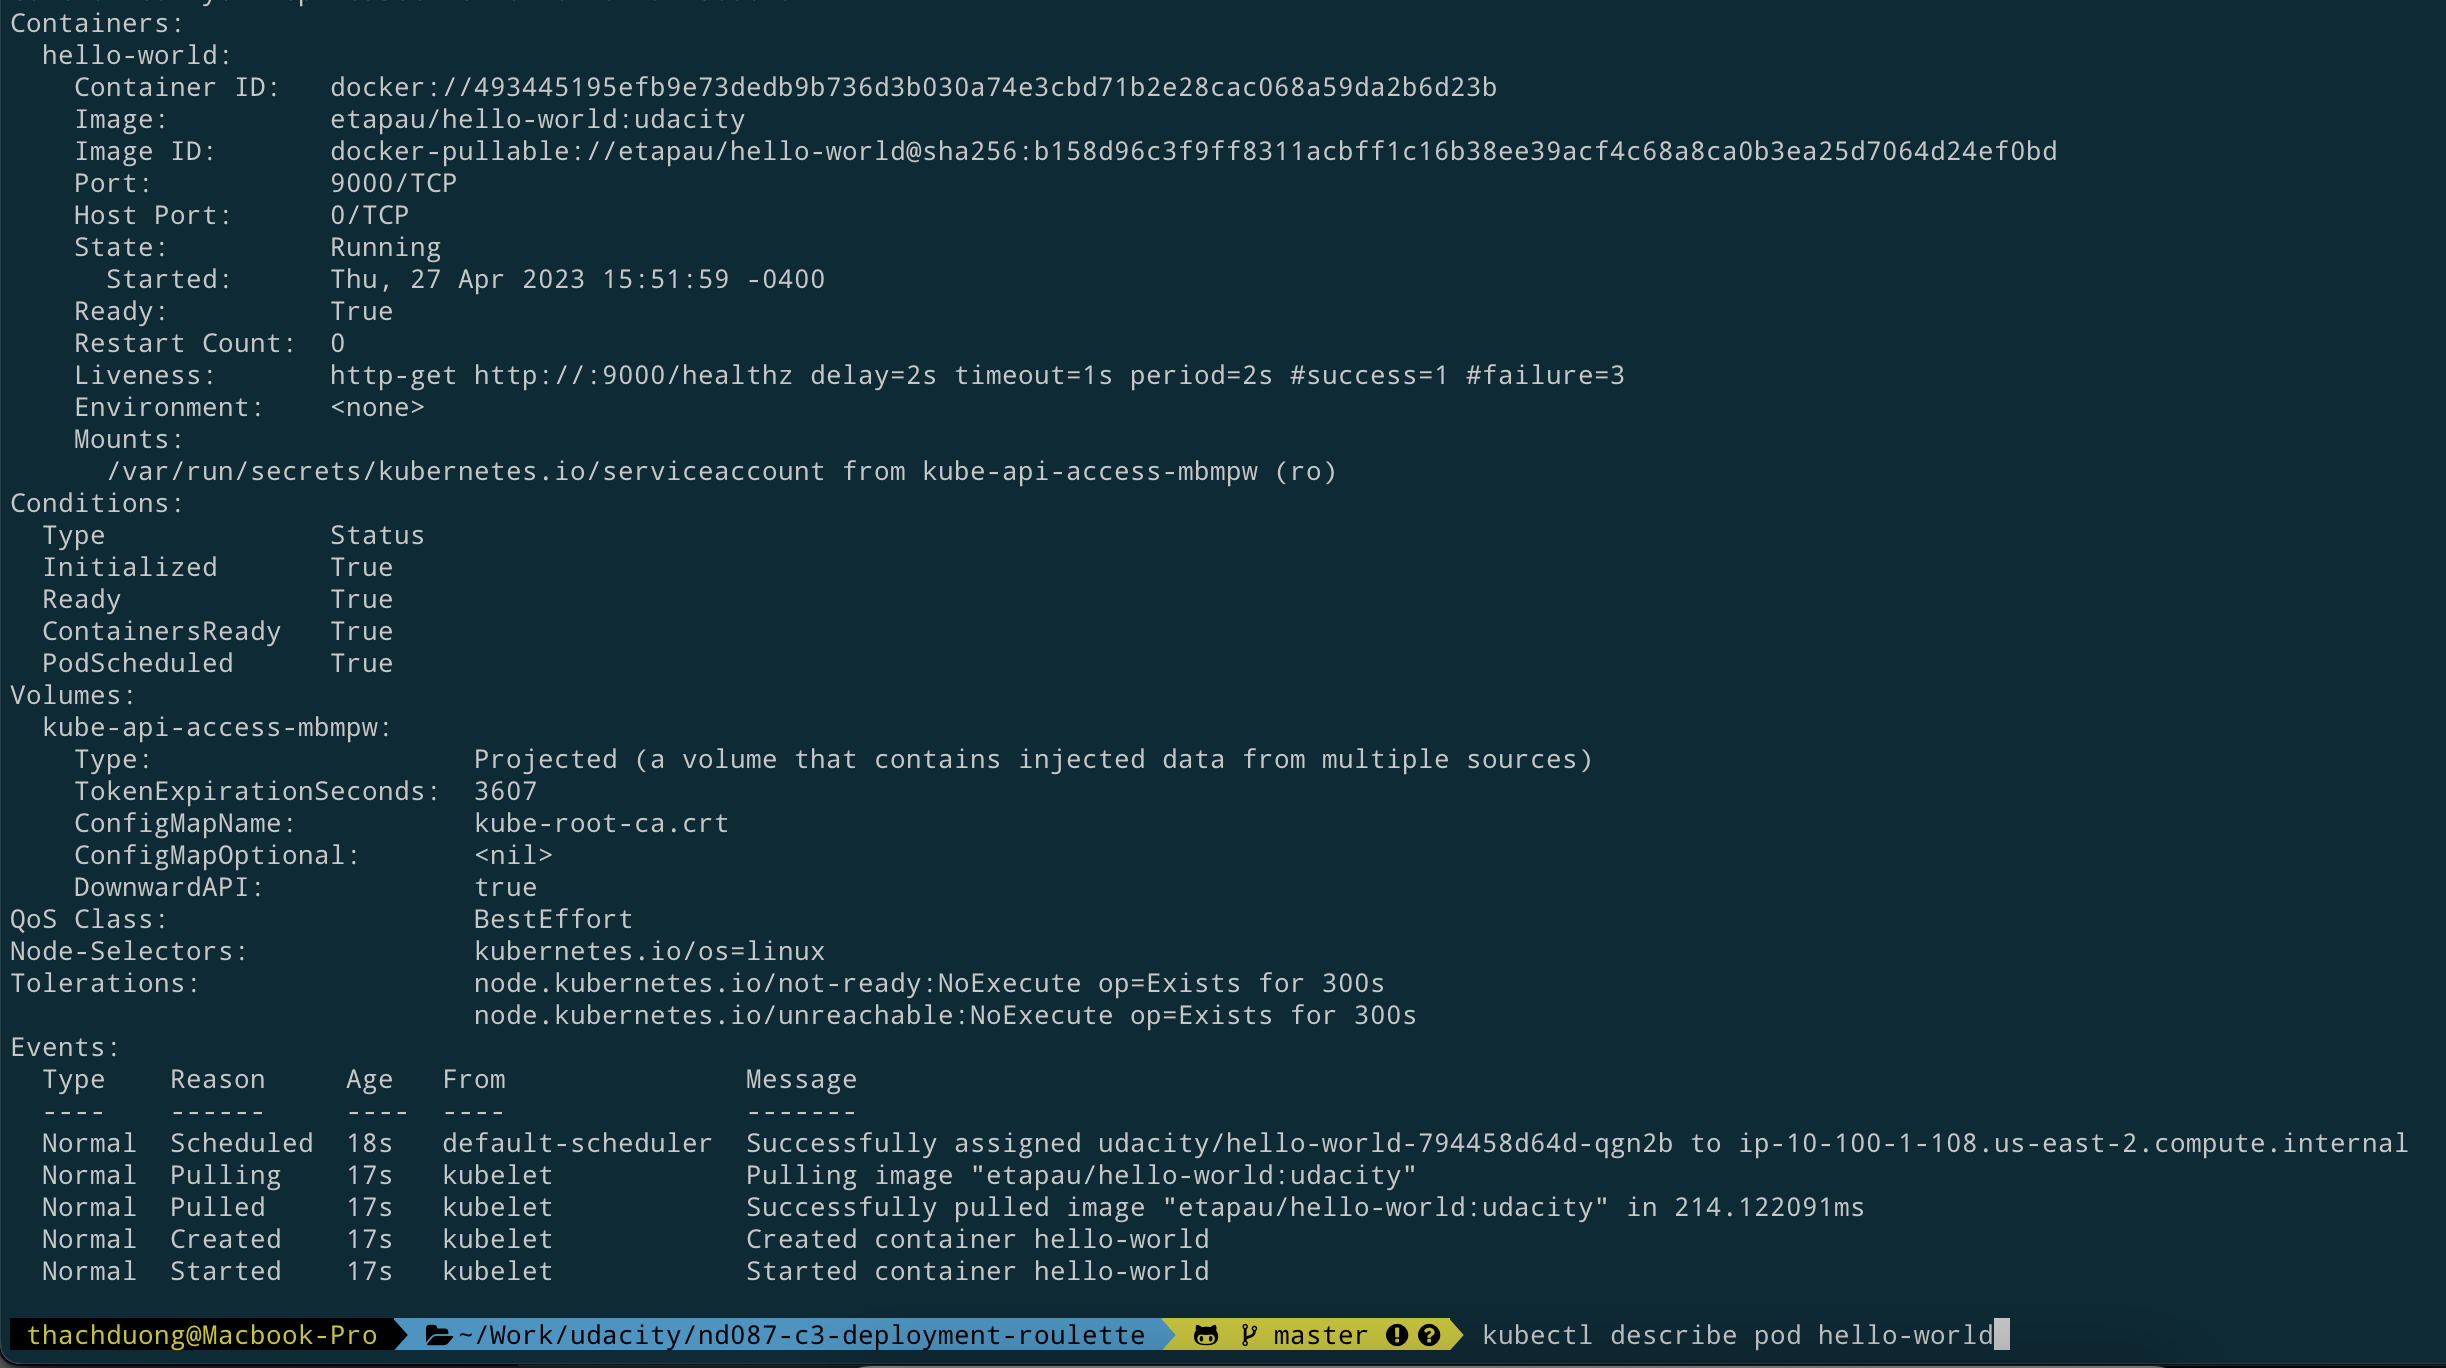 Containers:
  hello-world:
    Container ID:   docker://493445195efb9e73dedb9b736d3b030a74e3cbd71b2e28cac068a59da2b6d23b
    Image:          etapau/hello-world:udacity
    Image ID:       docker-pullable://etapau/hello-world@sha256:b158d96c3f9ff8311acbff1c16b38ee39acf4c68a8ca0b3ea25d7064d24ef0bd
    Port:           9000/TCP
    Host Port:      0/TCP
    State:          Running
      Started:      Thu, 27 Apr 2023 15:51:59 -0400
    Ready:          True
    Restart Count:  0
    Liveness:       http-get http://:9000/healthz delay=2s timeout=1s period=2s #success=1 #failure=3
    Environment:    <none>
    Mounts:
      /var/run/secrets/kubernetes.io/serviceaccount from kube-api-access-mbmpw (ro)
Conditions:
  Type              Status
  Initialized       True
  Ready             True
  ContainersReady   True
  PodScheduled      True
Volumes:
  kube-api-access-mbmpw:
    Type:                    Projected (a volume that contains injected data from multiple sources)
    TokenExpirationSeconds:  3607
    ConfigMapName:           kube-root-ca.crt
    ConfigMapOptional:       <nil>
    DownwardAPI:             true
QoS Class:                   BestEffort
Node-Selectors:              kubernetes.io/os=linux
Tolerations:                 node.kubernetes.io/not-ready:NoExecute op=Exists for 300s
                             node.kubernetes.io/unreachable:NoExecute op=Exists for 300s
Events:
  Type    Reason     Age   From               Message
  ----    ------     ----  ----               -------
  Normal  Scheduled  18s   default-scheduler  Successfully assigned udacity/hello-world-794458d64d-qgn2b to ip-10-100-1-108.us-east-2.compute.internal
  Normal  Pulling    17s   kubelet            Pulling image "etapau/hello-world:udacity"
  Normal  Pulled     17s   kubelet            Successfully pulled image "etapau/hello-world:udacity" in 214.122091ms
  Normal  Created    17s   kubelet            Created container hello-world
  Normal  Started    17s   kubelet            Started container hello-world
thachduong@Macbook-Pro ~/Work/udacity/nd087-c3-deployment-roulette master kubectl describe pod hello-world